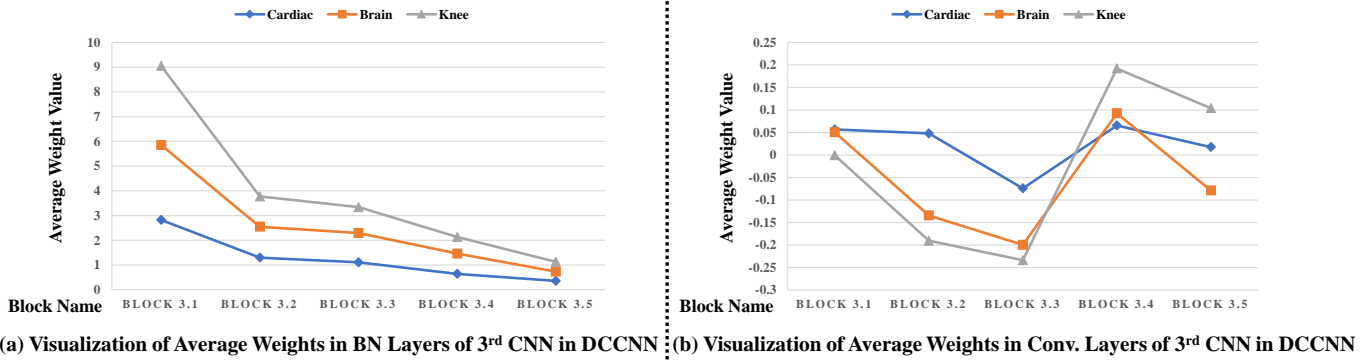 Cardiac Brain Knee
10
9
8
7
6
5
4
3
2
1
0
Average Weight Value
Block Name
BLOCK 3.1 BLOCK 3.2 BLOCK 3.3 BLOCK 3.4 BLOCK 3.5
(a) Visualization of Average Weights in BN Layers of 3rd CNN in DCCNN
Cardiac Brain Knee
0.25
0.2
0.15
0.1
0.05
0
-0.05
-0.1
-0.15
-0.2
-0.25
-0.3
Average Weight Value
Block Name
BLOCK 3.1 BLOCK 3.2 BLOCK 3.3 BLOCK 3.4 BLOCK 3.5
(b) Visualization of Average Weights in Conv. Layers of 3rd CNN in DCCNN